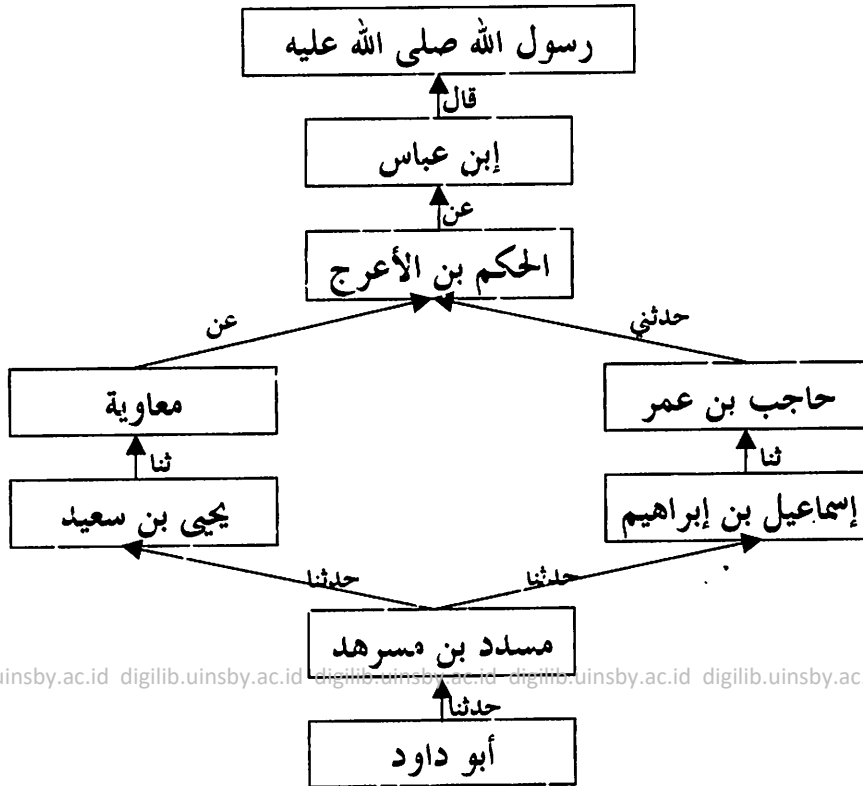 رسول الله صلى الله عليه
قال
إبن عباس
عن
الحكم بن الأعرج
عن
حدثني
معاوية
حاجب بن عمر
ثنا
ثنا
يحيى بن سعيد
إسماعيل بن إبراهيم
حدثنا
حدثنا
مسدد بن مسرهد
uinsby.ac.id digilib.uinsby.ac.id digilib.uinsby.ac.id digilib.uinsby.ac.id digilib.uinsby.ac.
حدثنا
أبو داود